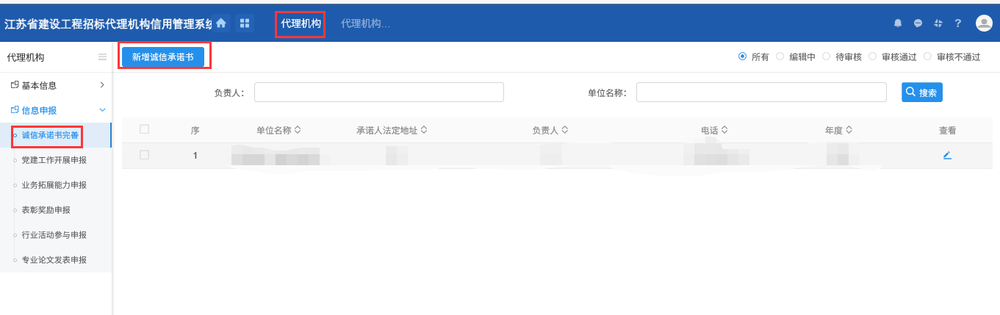 江苏省建设工程招标代理机构信用管理系统 代理机构 代理机构...
代理机构 新增诚信承诺书 所有 编辑中 待审核 审核通过 审核不通过
基本信息
信息申报
诚信承诺书完善
党建工作开展申报
业务拓展能力申报
表彰奖励申报
行业活动参与申报
专业论文发表申报
负责人: 单位名称: 搜索
序 单位名称 承诺人法定地址 负责人 电话 年度 查看
1